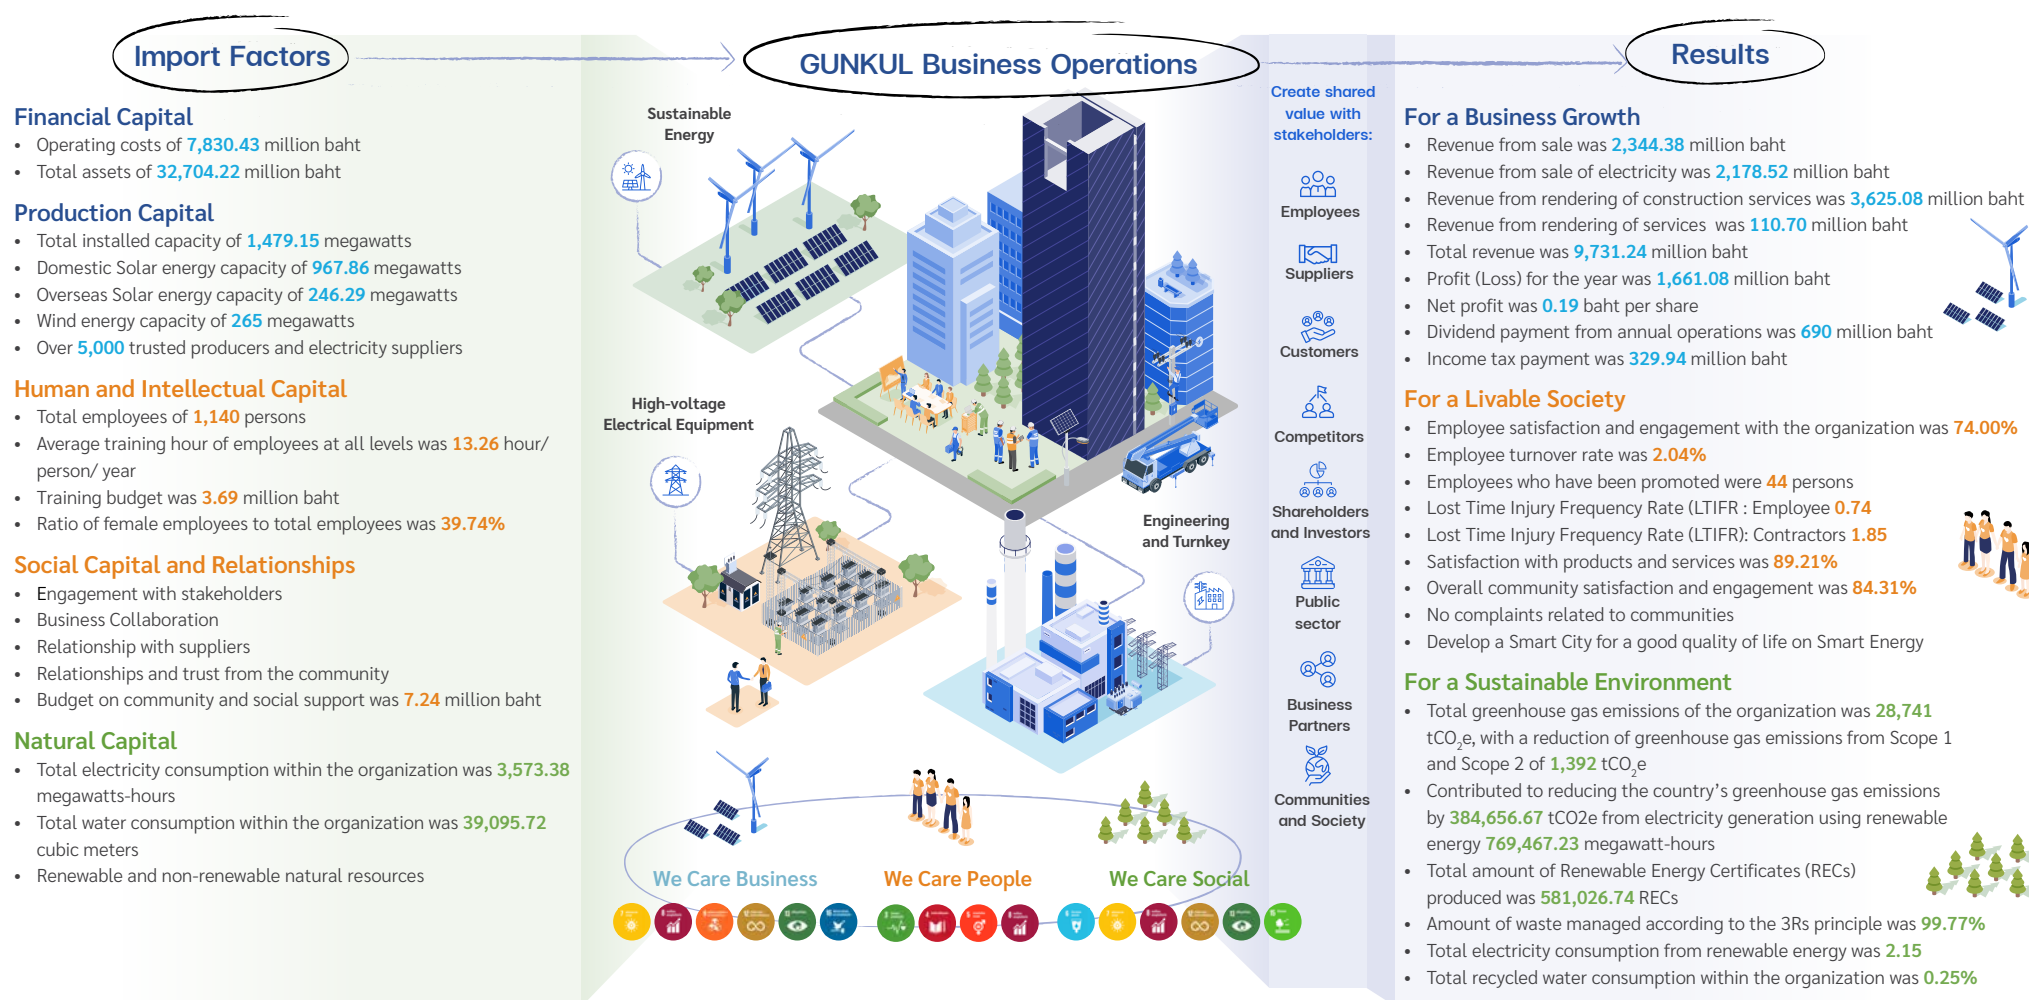 Import Factors
GUNKUL Business Operations
Results
Financial Capital
• Operating costs of 7,830.43 million baht
• Total assets of 32,704.22 million baht
Production Capital
• Total installed capacity of 1,479.15 megawatts
• Domestic Solar energy capacity of 967.86 megawatts
• Overseas Solar energy capacity of 246.29 megawatts
• Wind energy capacity of 265 megawatts
• Over 5,000 trusted producers and electricity suppliers
Human and Intellectual Capital
• Total employees of 1,140 persons
• Average training hour of employees at all levels was 13.26 hour/
person/ year
• Training budget was 3.69 million baht
• Ratio of female employees to total employees was 39.74%
Social Capital and Relationships
• Engagement with stakeholders
• Business Collaboration
• Relationship with suppliers
• Relationships and trust from the community
• Budget on community and social support was 7.24 million baht
Natural Capital
• Total electricity consumption within the organization was 3,573.38
megawatts-hours
• Total water consumption within the organization was 39,095.72
cubic meters
• Renewable and non-renewable natural resources
Sustainable
Energy
High-voltage
Electrical Equipment
Engineering
and Turnkey
We Care Business
We Care People
We Care Social
Create shared
value with
stakeholders:
Employees
Suppliers
Customers
Competitors
Shareholders
and Investors
Public
sector
Business
Partners
Communities
and Society
For a Business Growth
• Revenue from sale was 2,344.38 million baht
• Revenue from sale of electricity was 2,178.52 million baht
• Revenue from rendering of construction services was 3,625.08 million baht
• Revenue from rendering of services was 110.70 million baht
• Total revenue was 9,731.24 million baht
• Profit (Loss) for the year was 1,661.08 million baht
• Net profit was 0.19 baht per share
• Dividend payment from annual operations was 690 million baht
• Income tax payment was 329.94 million baht
For a Livable Society
• Employee satisfaction and engagement with the organization was 74.00%
• Employee turnover rate was 2.04%
• Employees who have been promoted were 44 persons
• Lost Time Injury Frequency Rate (LTIFR : Employee 0.74
• Lost Time Injury Frequency Rate (LTIFR): Contractors 1.85
• Satisfaction with products and services was 89.21%
• Overall community satisfaction and engagement was 84.31%
• No complaints related to communities
• Develop a Smart City for a good quality of life on Smart Energy
For a Sustainable Environment
• Total greenhouse gas emissions of the organization was 28,741
tCO₂e, with a reduction of greenhouse gas emissions from Scope 1
and Scope 2 of 1,392 tCO₂e
• Contributed to reducing the country's greenhouse gas emissions
by 384,656.67 tCO2e from electricity generation using renewable
energy 769,467.23 megawatt-hours
• Total amount of Renewable Energy Certificates (RECs)
produced was 581,026.74 RECs
• Amount of waste managed according to the 3Rs principle was 99.77%
• Total electricity consumption from renewable energy was 2.15
• Total recycled water consumption within the organization was 0.25%